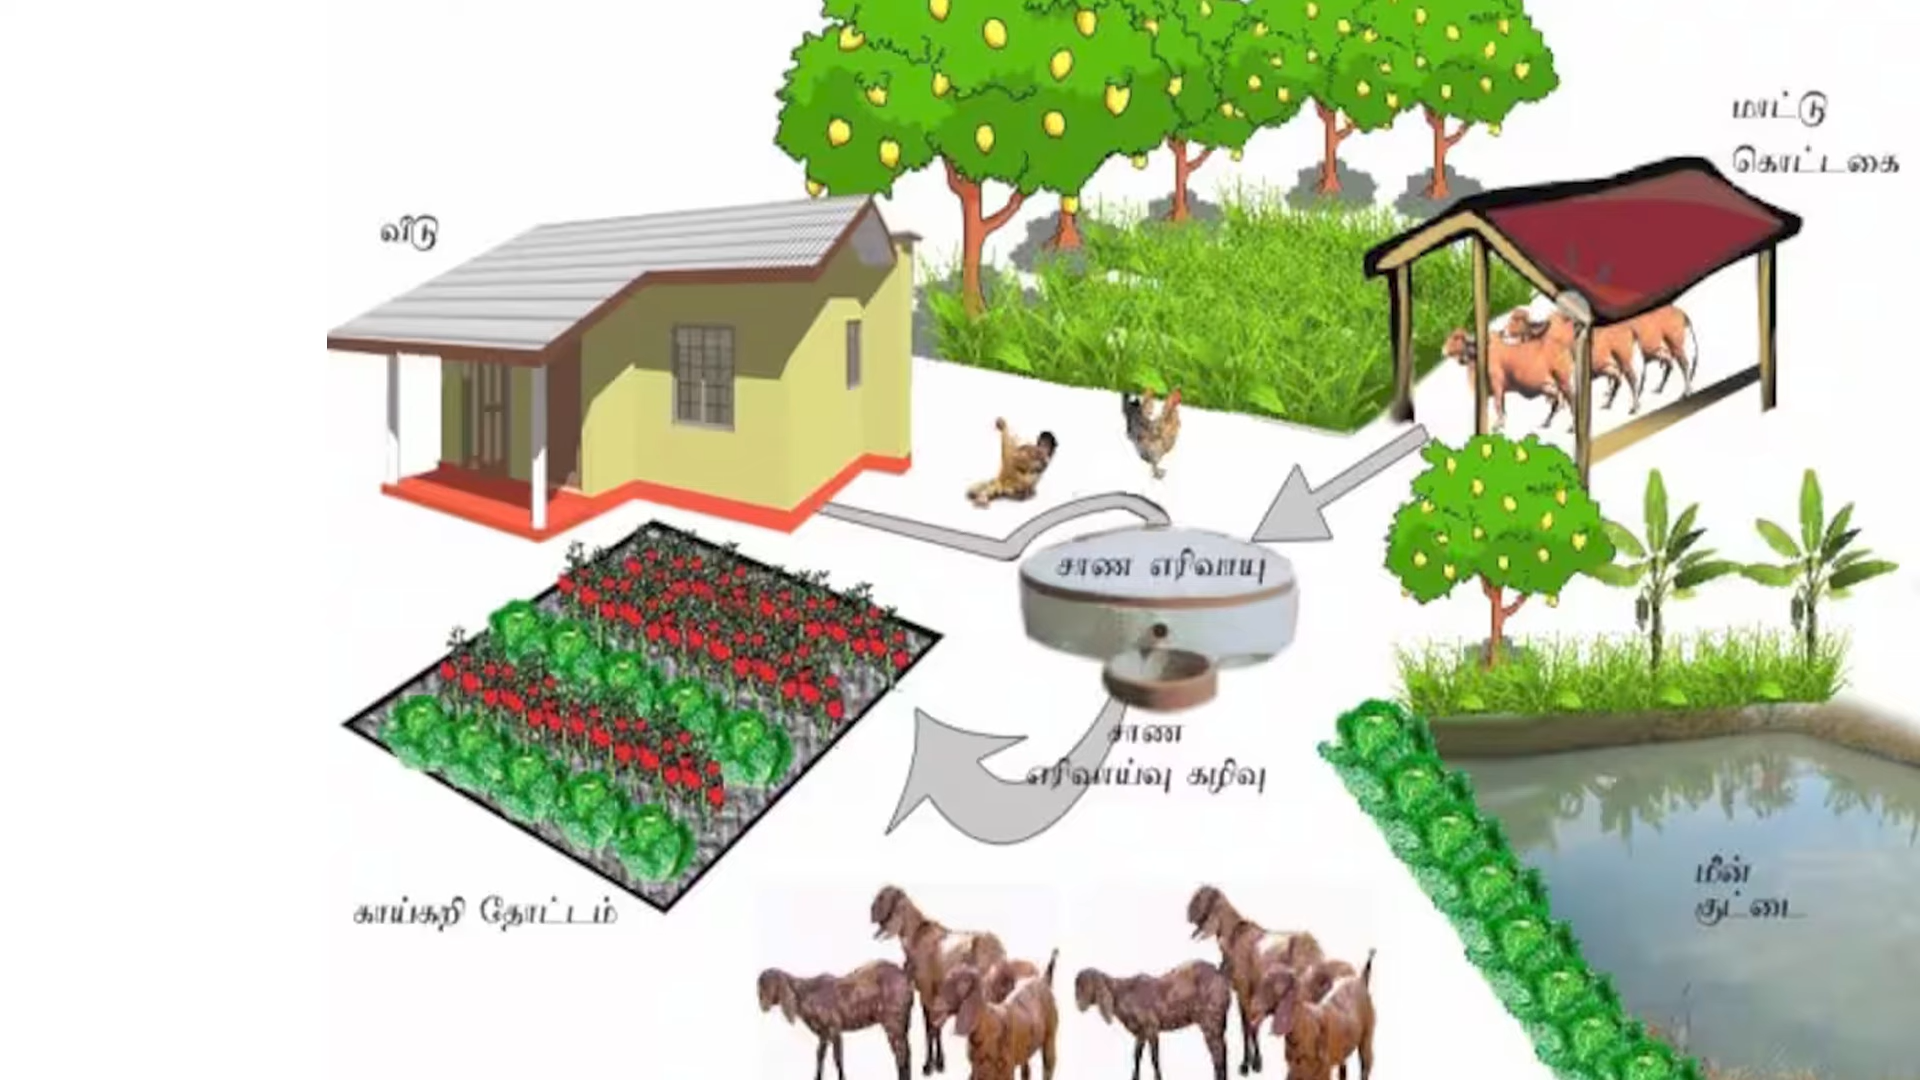 மாட்டு
கொட்டகை
வீடு
சாண எரிவாயு
சாண
எரிவாய்வு கழிவு
மீன்
குட்டை
காய்கறி தோட்டம்